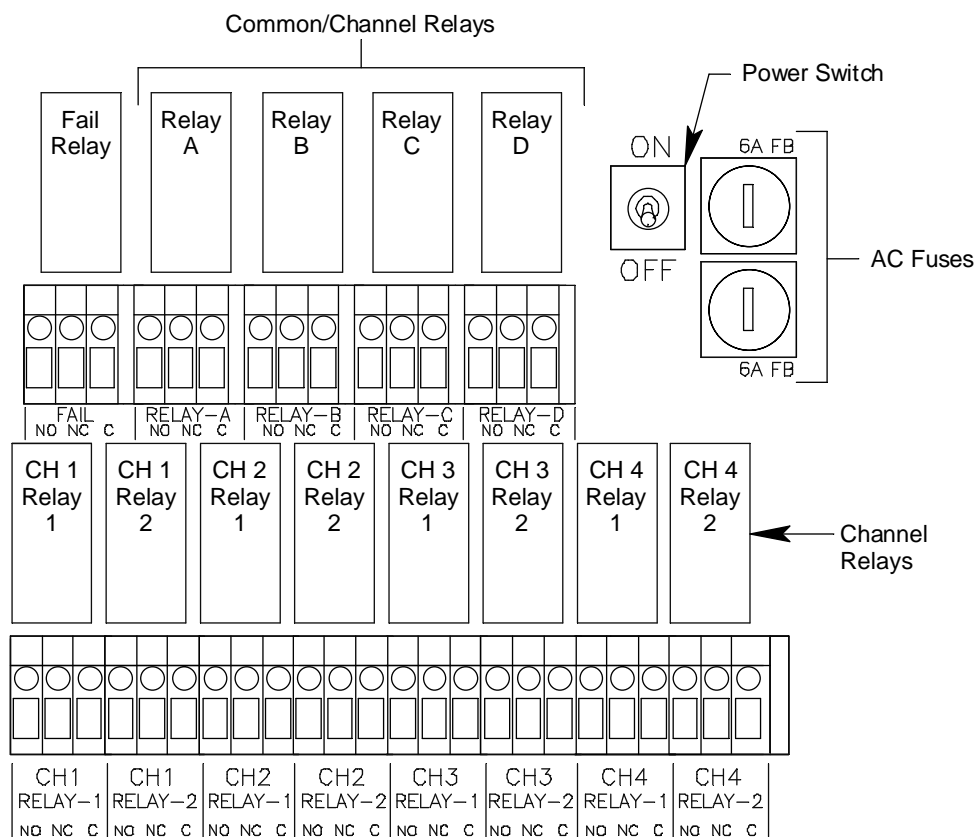 Common/Channel Relays
Power Switch
Fail
Relay
Relay
A
Relay
B
Relay
C
Relay
D
ON
OFF
6A FB
6A FB
AC Fuses
FAIL
NO NC C
RELAY-A
NO NC C
RELAY-B
NO NC C
RELAY-C
NO NC C
RELAY-D
NO NC C
CH 1
Relay
1
CH 1
Relay
2
CH 2
Relay
1
CH 2
Relay
2
CH 3
Relay
1
CH 3
Relay
2
CH 4
Relay
1
CH 4
Relay
2
Channel
Relays
CH1
RELAY-1
NO NC C
CH1
RELAY-2
NO NC C
CH2
RELAY-1
NO NC C
CH2
RELAY-2
NO NC C
CH3
RELAY-1
NO NC C
CH3
RELAY-2
NO NC C
CH4
RELAY-1
NO NC C
CH4
RELAY-2
NO NC C